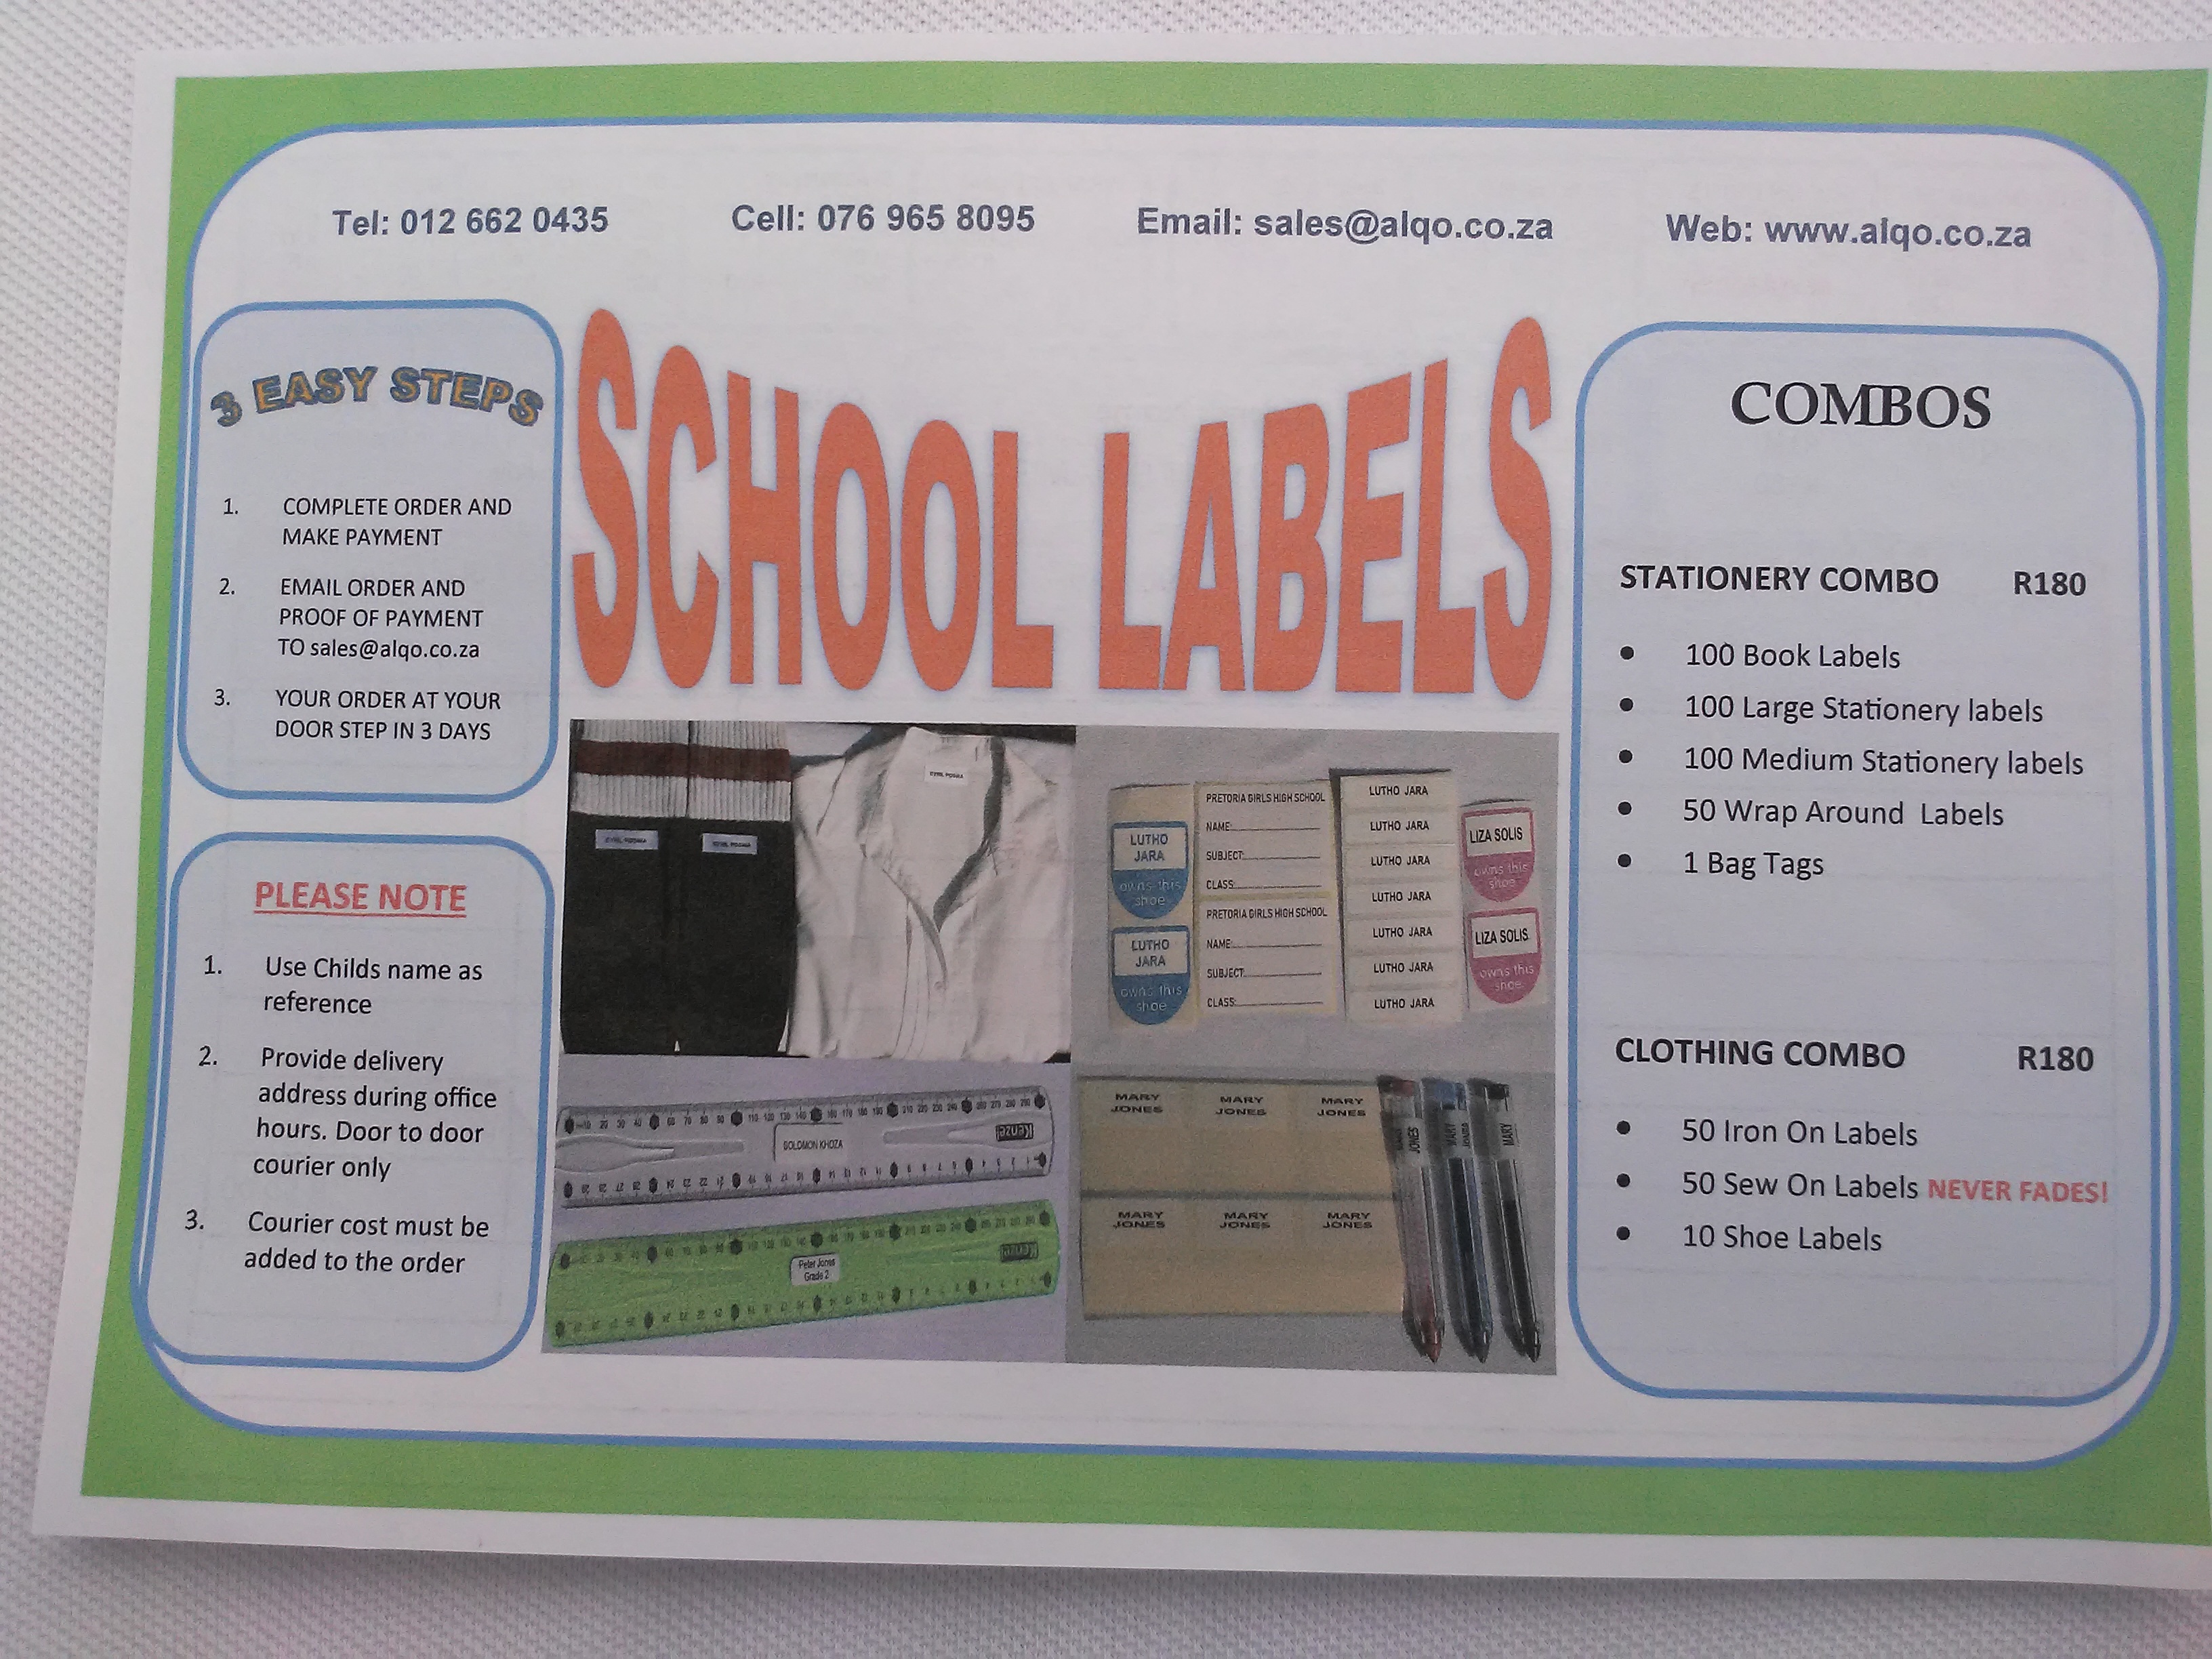 Tel: 012 662 0435 Cell: 076 965 8095 Email: sales@alqo.co.za Web: www.alqo.co.za
3 EASY STEPS
1. COMPLETE ORDER AND
MAKE PAYMENT
2. EMAIL ORDER AND
PROOF OF PAYMENT
TO sales@alqo.co.za
3. YOUR ORDER AT YOUR
DOOR STEP IN 3 DAYS
PLEASE NOTE
1. Use Childs name as
reference
2. Provide delivery
address during office
hours. Door to door
courier only
3. Courier cost must be
added to the order
SCHOOL LABELS
LUTHO
JARA
owns this
shoe
LUTHO
JARA
owns this
shoe
PRETORIA GIRLS HIGH SCHOOL
NAME:
SUBJECT:
CLASS:
PRETORIA GIRLS HIGH SCHOOL
NAME:
SUBJECT:
CLASS:
LUTHO JARA
LUTHO JARA
LUTHO JARA
LUTHO JARA
LUTHO JARA
LUTHO JARA
LUTHO JARA
LIZA SOLIS
owns this
shoe
LIZA SOLIS
owns this
shoe
SOLOMON KHOZA
Kenzel
Peter Jones
Grade 2
MARY
JONES
MARY
JONES
MARY
JONES
MARY
JONES
MARY
JONES
MARY
JONES
JONES
MARY
JONES
MARY
COMBOS
STATIONERY COMBO R180
• 100 Book Labels
• 100 Large Stationery labels
• 100 Medium Stationery labels
• 50 Wrap Around Labels
• 1 Bag Tags
CLOTHING COMBO R180
• 50 Iron On Labels
• 50 Sew On Labels NEVER FADES!
• 10 Shoe Labels